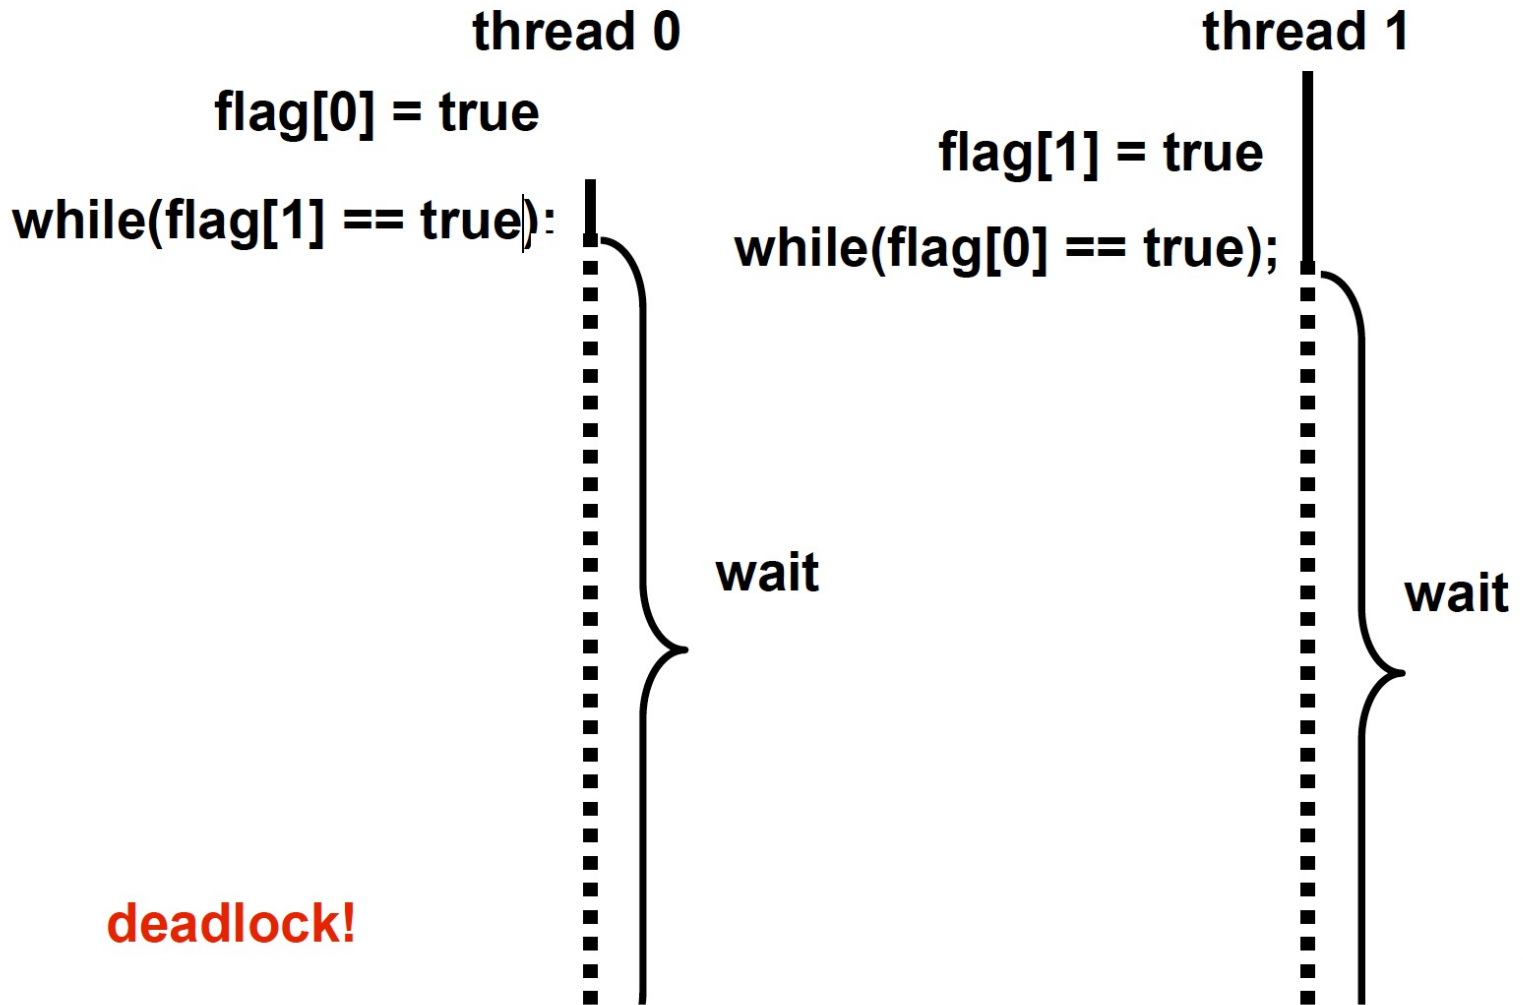 thread 0
thread 1
flag[0] = true
flag[1] = true
while(flag[1] == true);
while(flag[0] == true);
wait
wait
deadlock!